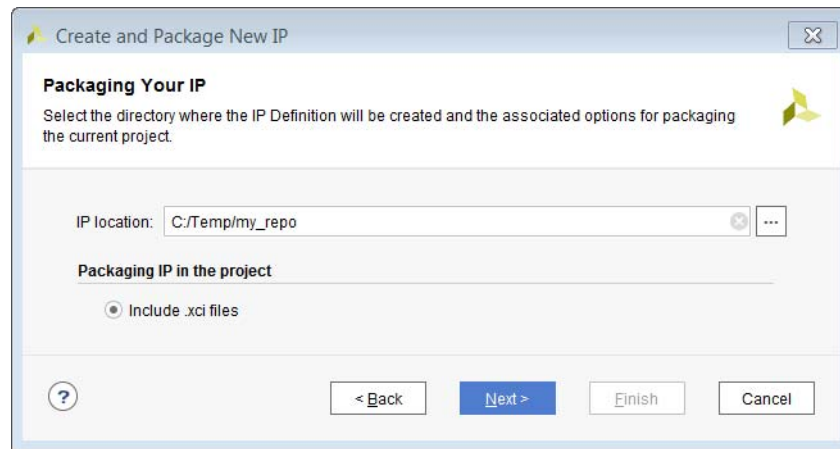 Create and Package New IP
Packaging Your IP
Select the directory where the IP Definition will be created and the associated options for packaging
the current project.
IP location: C:/Temp/my_repo ...
Packaging IP in the project
Include .xci files
? < Back Next > Finish Cancel